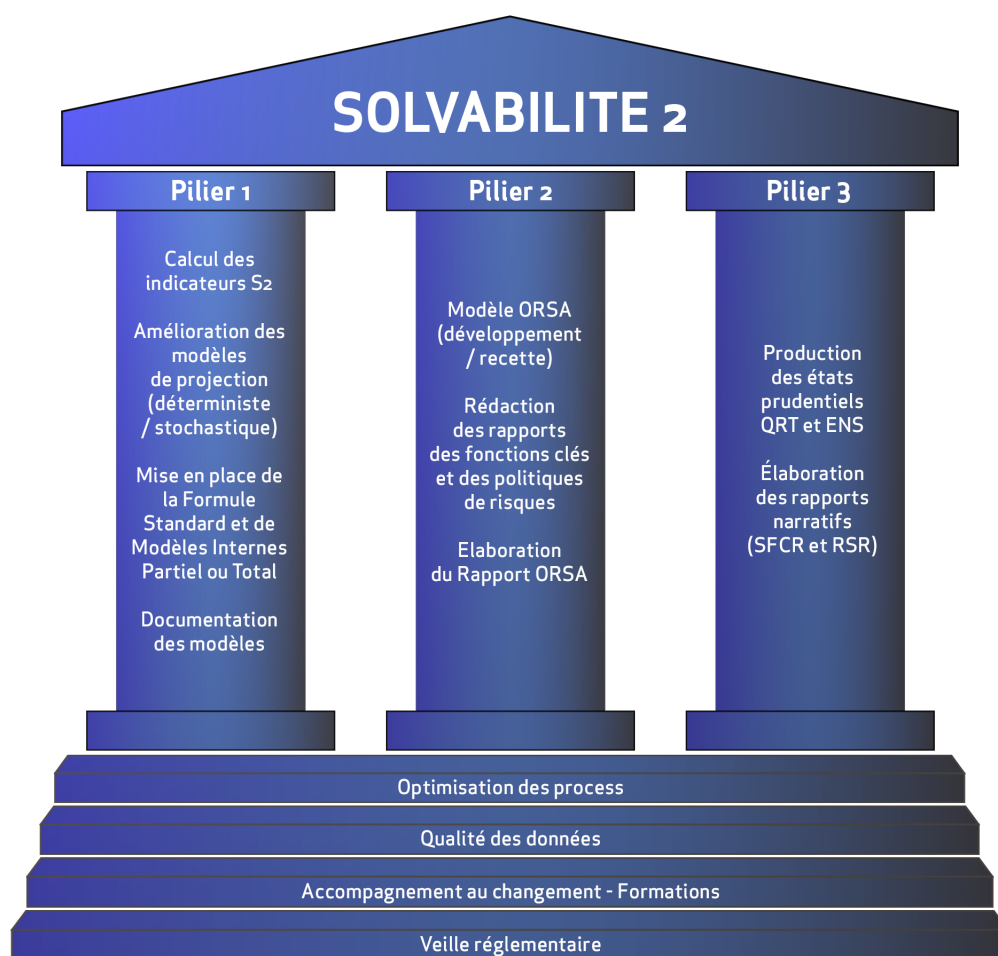 SOLVABILITE 2
Pilier 1
Calcul des
indicateurs S2
Amélioration des
modèles
de projection
(déterministe
/ stochastique)
Mise en place de
la Formule
Standard et de
Modèles Internes
Partiel ou Total
Documentation
des modèles
Pilier 2
Modèle ORSA
(développement
/ recette)
Rédaction
des rapports
des fonctions clés
et des politiques
de risques
Elaboration
du Rapport ORSA
Pilier 3
Production
des états
prudentiels
QRT et ENS
Élaboration
des rapports
narratifs
(SFCR et RSR)
Optimisation des process
Qualité des données
Accompagnement au changement - Formations
Veille réglementaire